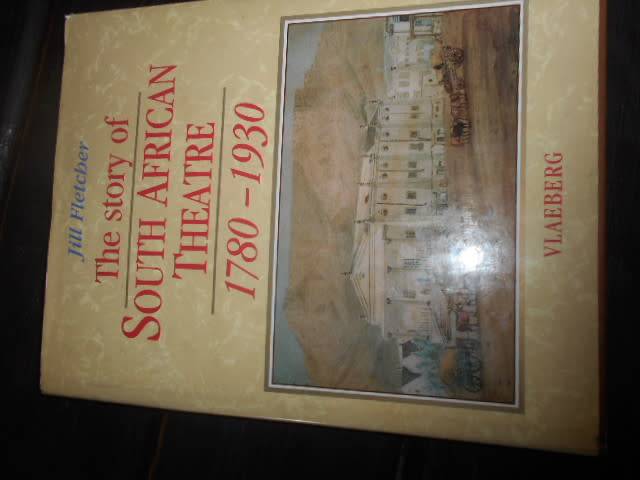 Jill Fletcher
The story of
SOUTH AFRICAN
THEATRE
1780–1930
VLAEBERG